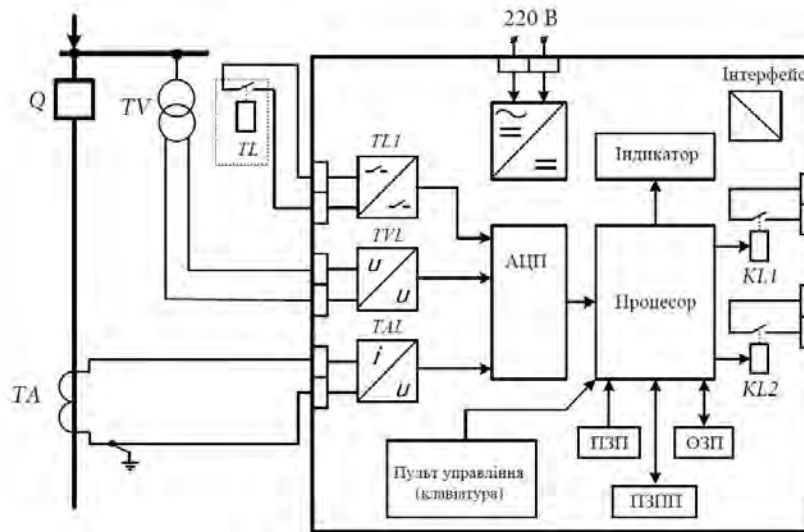 220 В
Інтерфейс
Q
TV
TL
TL1
Індикатор
TVL
u
u
АЦП
Процесор
KL1
TAL
i
u
TA
KL2
ПЗП
ОЗП
Пульт управління
(клавіатура)
ПЗПП